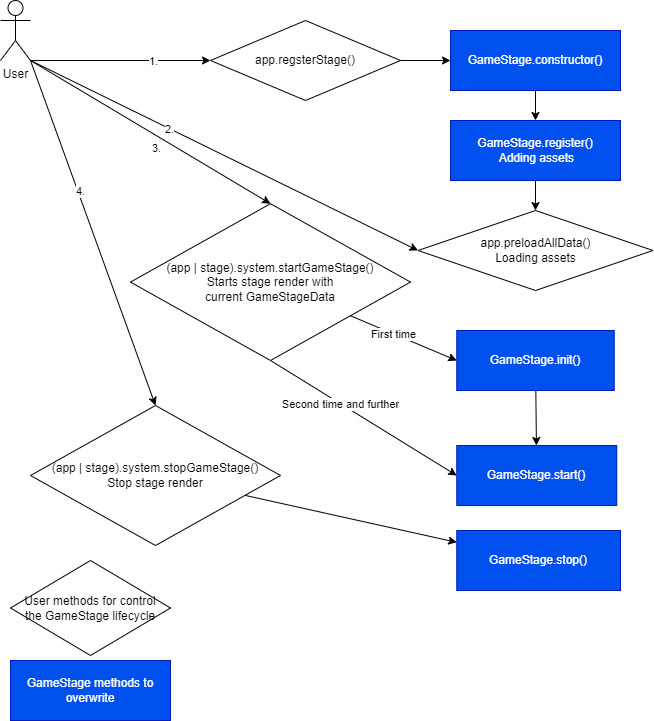 User
1.
app.regsterStage()
GameStage.constructor()
GameStage.register()
Adding assets
2.
3.
4.
app.preloadAllData()
Loading assets
(app | stage).system.startGameStage()
Starts stage render with
current GameStageData
First time
GameStage.init()
Second time and further
(app | stage).system.stopGameStage()
Stop stage render
GameStage.start()
GameStage.stop()
User methods for control
the GameStage lifecycle
GameStage methods to
overwrite